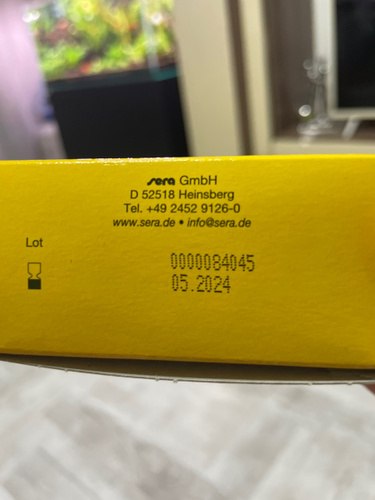 sera GmbH
D 52518 Heinsberg
Tel. +49 2452 9126-0
www.sera.de • info@sera.de
Lot
0000084045
05.2024